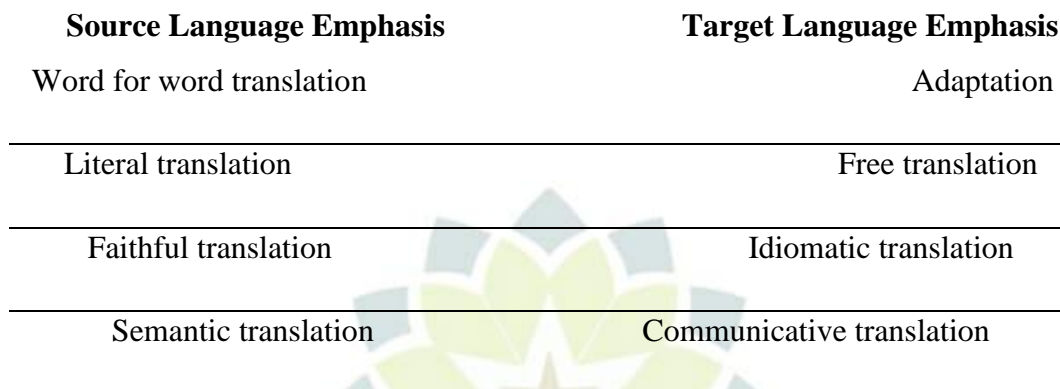 Source Language Emphasis Target Language Emphasis
Word for word translation Adaptation
Literal translation Free translation
Faithful translation Idiomatic translation
Semantic translation Communicative translation